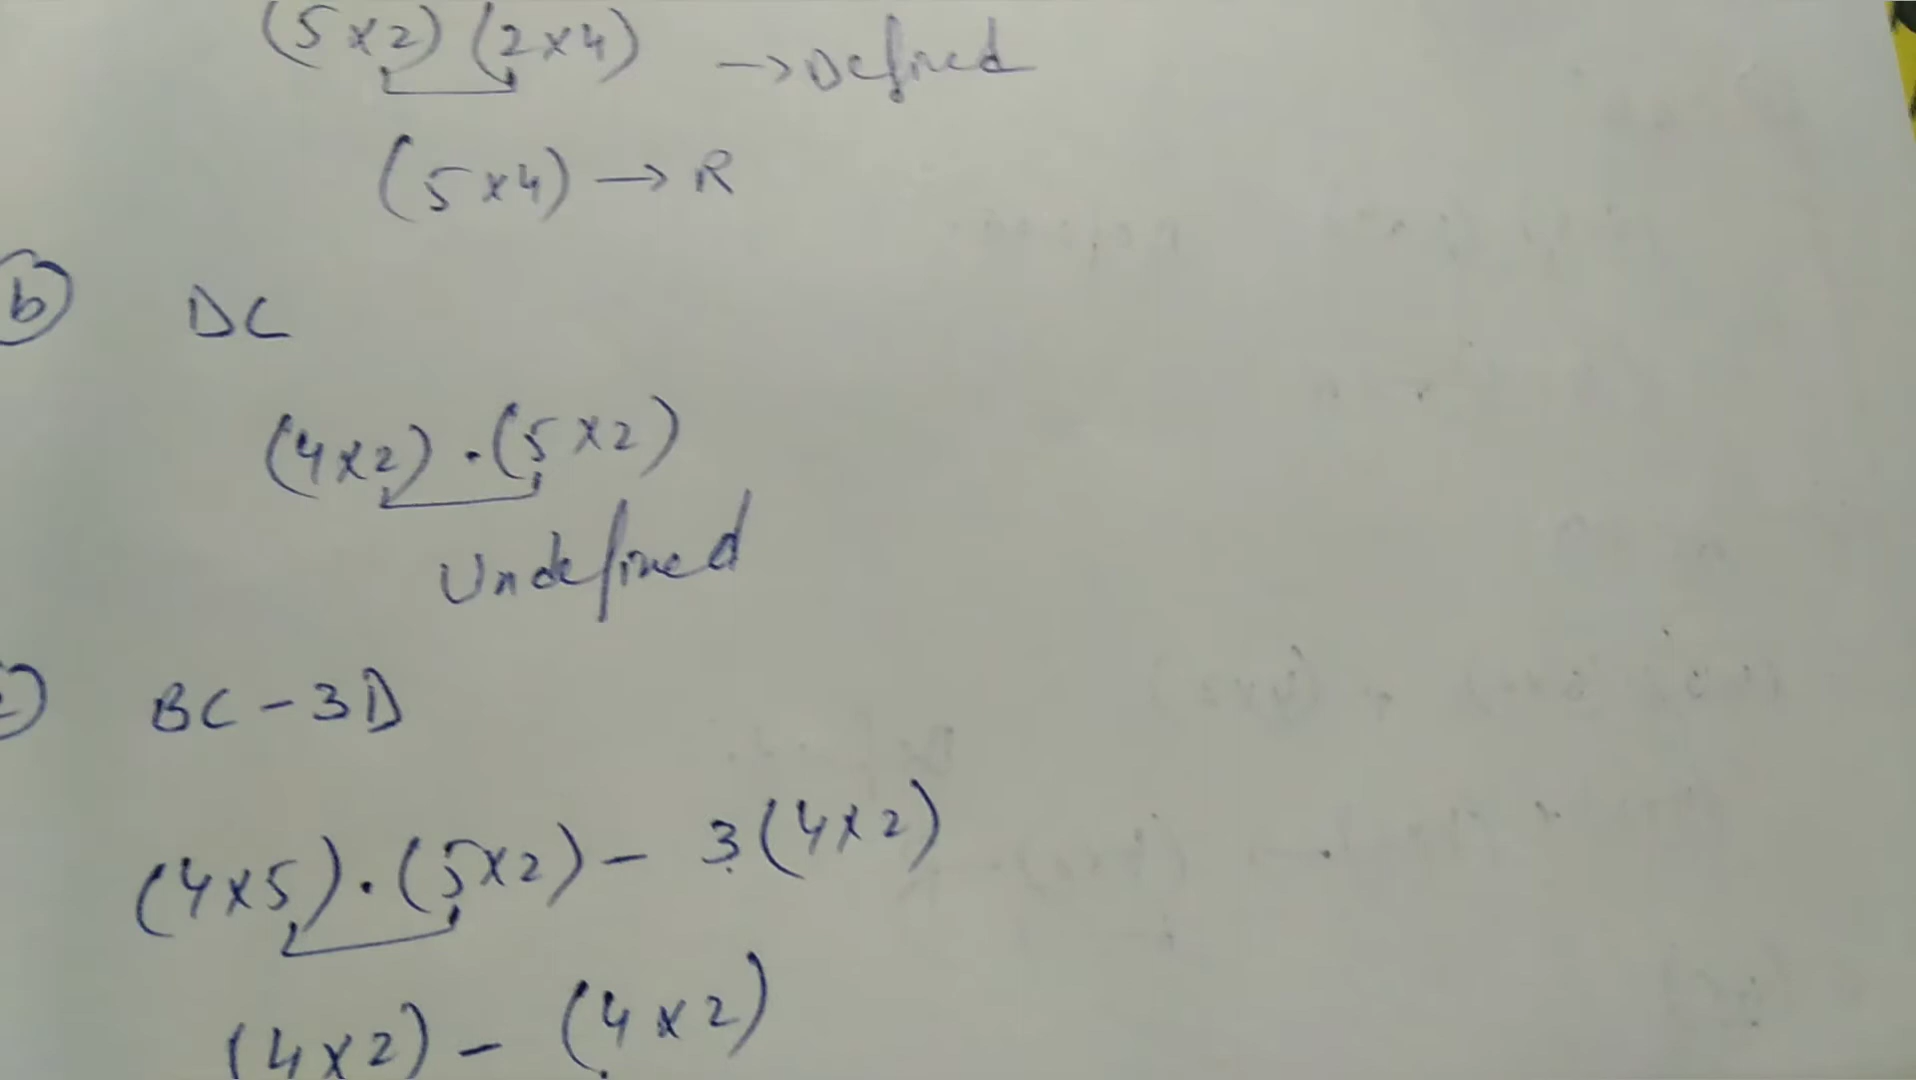 (5×2) (2×4) → Defined
(5×4) → R
b DC
(4×2) · (5×2)
Undefined
BC - 3D
(4×5) · (5×2) - 3(4×2)
(4×2) - (4×2)